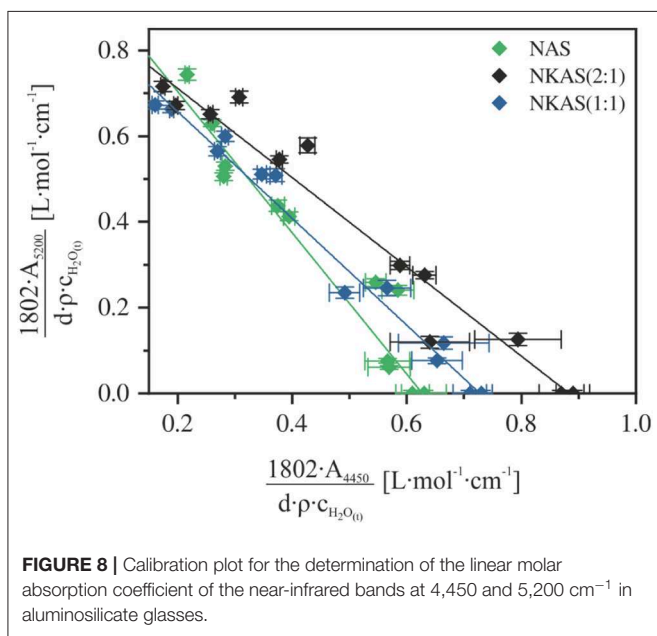 0.8
0.6
0.4
0.2
0.0
1802·A₅₂₀₀
d·ρ·c_H₂O₍ₜ₎
[L·mol⁻¹·cm⁻¹]
NAS
NKAS(2:1)
NKAS(1:1)
0.2 0.4 0.6 0.8 1.0
1802·A₄₄₅₀
d·ρ·c_H₂O₍ₜ₎
[L·mol⁻¹·cm⁻¹]
FIGURE 8 | Calibration plot for the determination of the linear molar
absorption coefficient of the near-infrared bands at 4,450 and 5,200 cm⁻¹ in
aluminosilicate glasses.